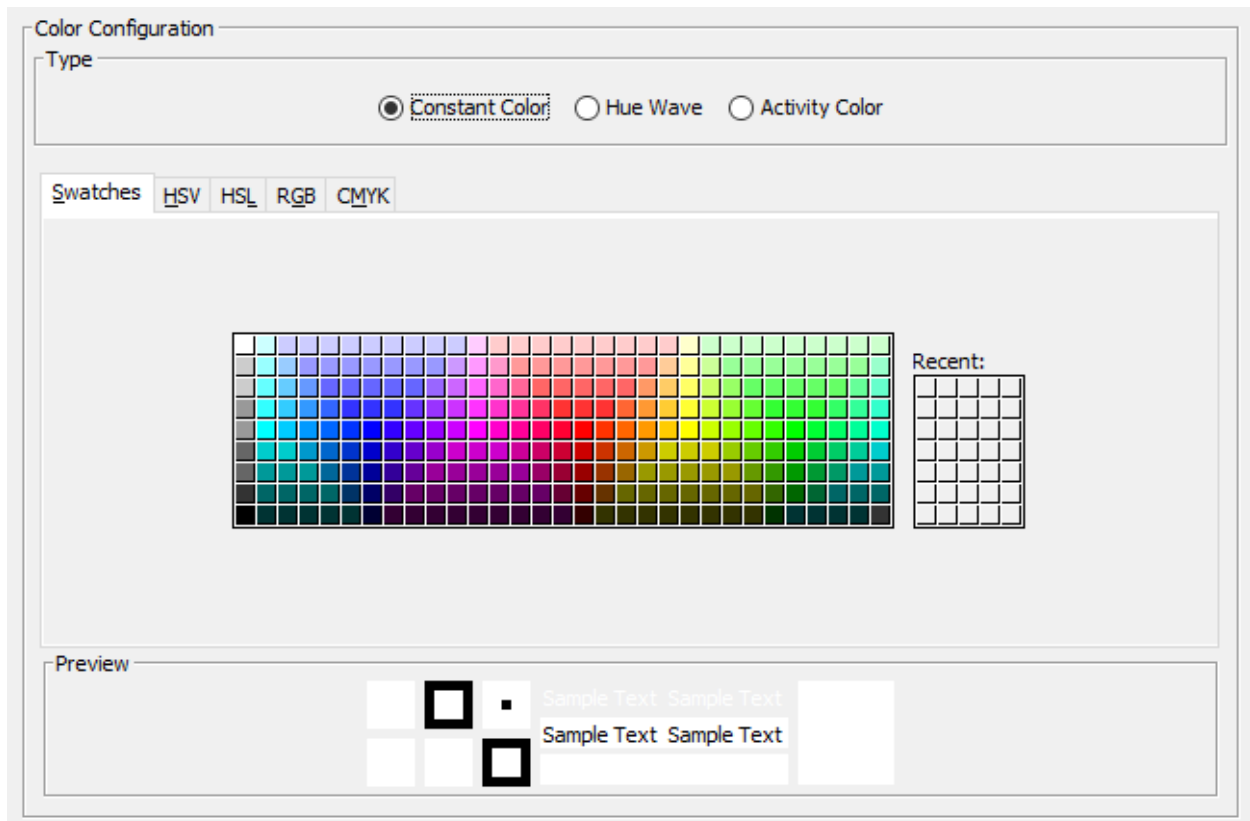 Color Configuration
Type
Constant Color Hue Wave Activity Color
Swatches HSV HSL RGB CMYK
Recent:
Preview
Sample Text Sample Text
Sample Text Sample Text